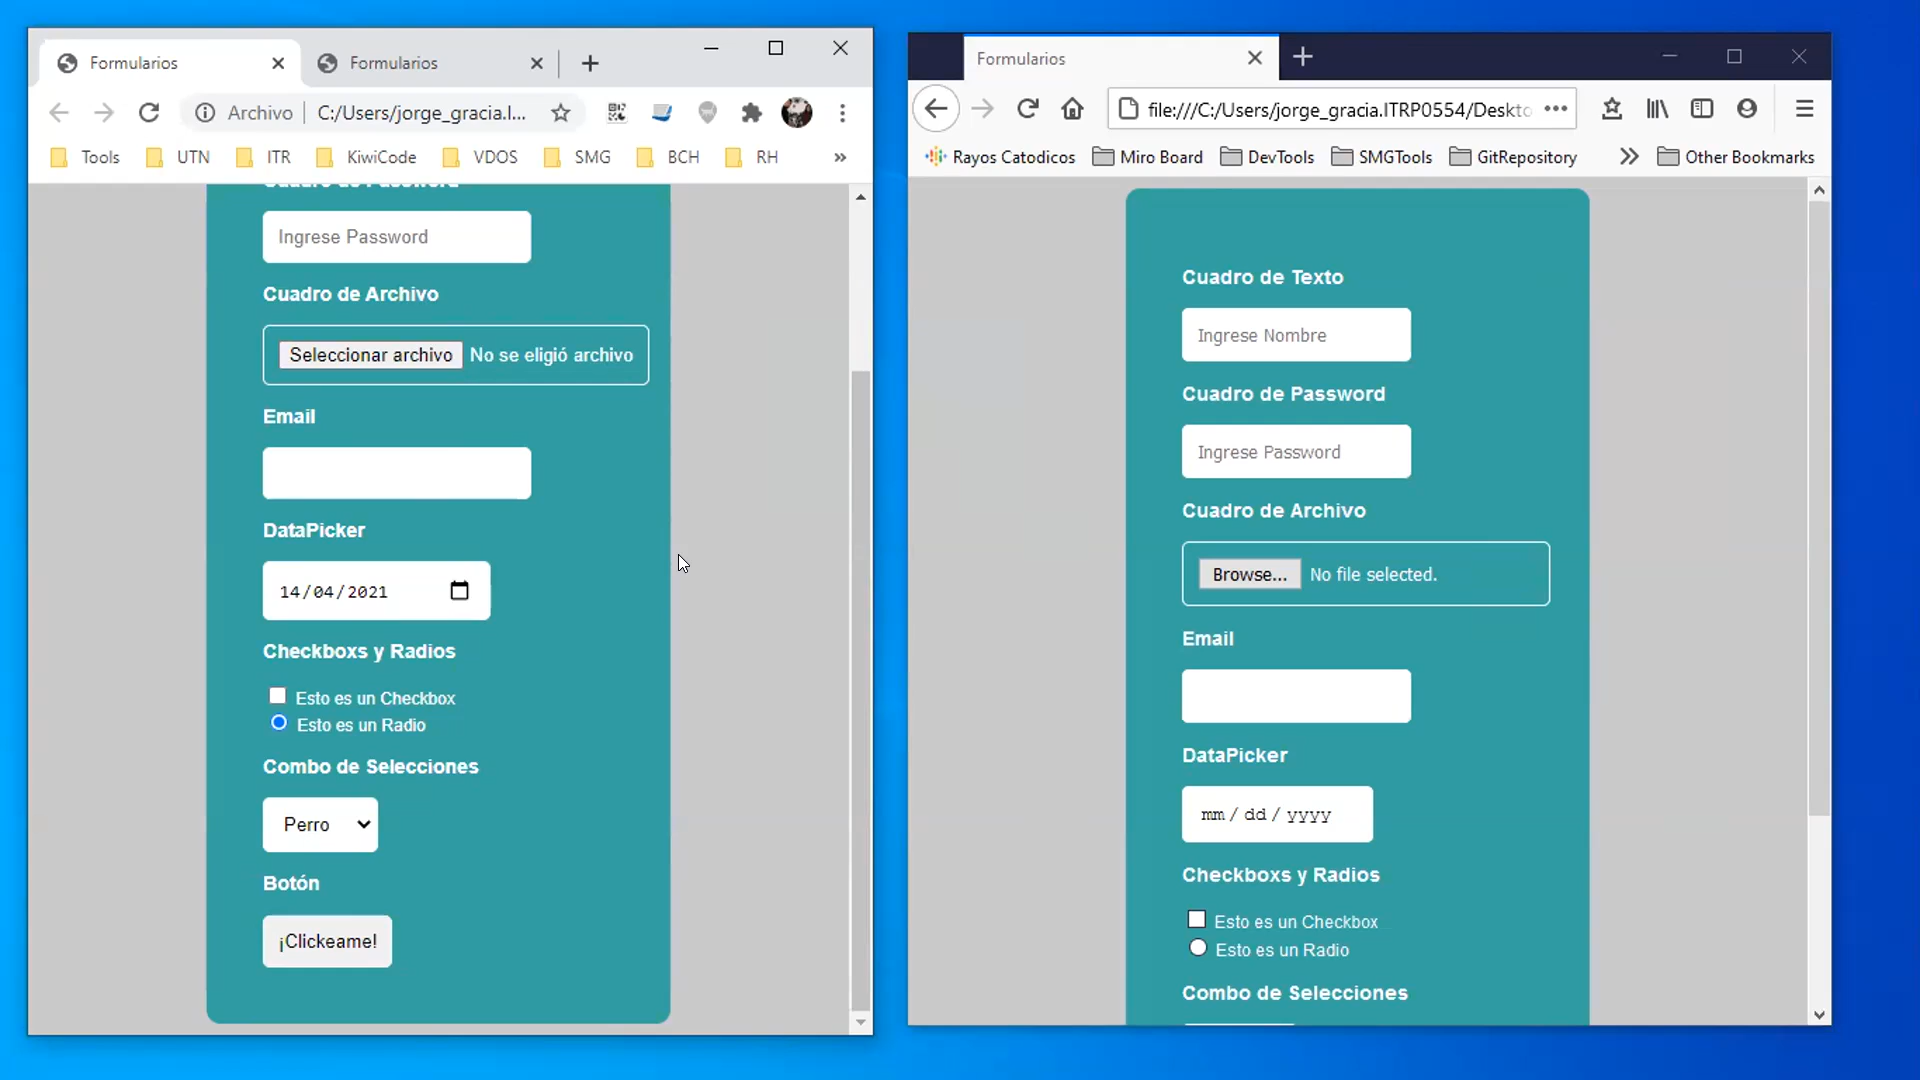 Formularios
Formularios
Archivo
C:/Users/jorge_gracia.I...
Tools
UTN
ITR
KiwiCode
VDOS
SMG
BCH
RH
Ingrese Password
Cuadro de Archivo
Seleccionar archivo No se eligió archivo
Email
DataPicker
14/04/2021
Checkboxs y Radios
Esto es un Checkbox
Esto es un Radio
Combo de Selecciones
Perro
Botón
¡Clickeame!
Formularios
file:///C:/Users/jorge_gracia.ITRP0554/Deskto
Rayos Catodicos
Miro Board
DevTools
SMGTools
GitRepository
Other Bookmarks
Cuadro de Texto
Ingrese Nombre
Cuadro de Password
Ingrese Password
Cuadro de Archivo
Browse... No file selected.
Email
DataPicker
mm / dd / yyyy
Checkboxs y Radios
Esto es un Checkbox
Esto es un Radio
Combo de Selecciones